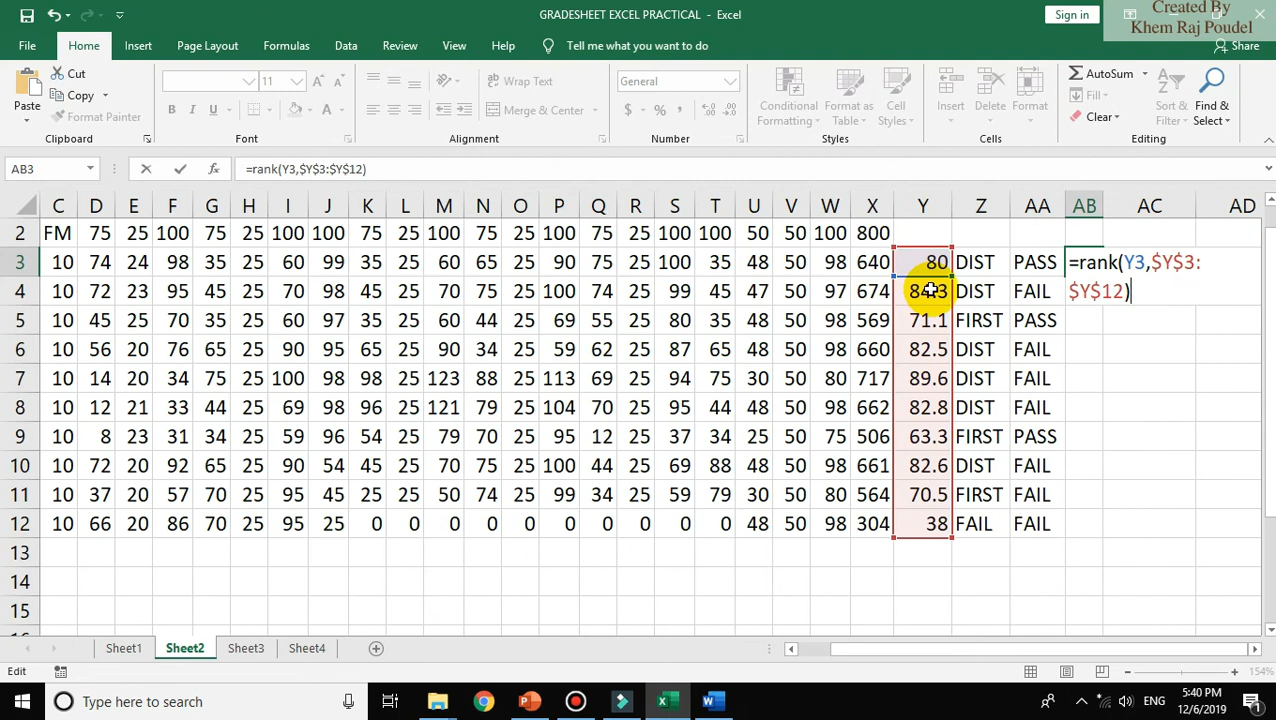 GRADESHEET EXCEL PRACTICAL - Excel
Sign in
Created By
Khem Raj Poudel
File Home Insert Page Layout Formulas Data Review View Help Tell me what you want to do Share
Paste
Cut
Copy
Format Painter
Clipboard
11
B I U
Font
Wrap Text
Merge & Center
Alignment
General
$ % ,
Number
Conditional
Formatting
Format as
Table
Cell
Styles
Styles
Insert Delete Format
Cells
AutoSum
Fill
Clear
Sort &
Filter
Find &
Select
Editing
AB3 =rank(Y3,$Y$3:$Y$12)
C D E F G H I J K L M N O P Q R S T U V W X Y Z AA AB AC AD
2 FM 75 25 100 75 25 100 100 75 25 100 75 25 100 75 25 100 100 50 50 100 800
3 10 74 24 98 35 25 60 99 35 25 60 65 25 90 75 25 100 35 48 50 98 640 80 DIST PASS =rank(Y3,$Y$3:
4 10 72 23 95 45 25 70 98 45 25 70 75 25 100 74 25 99 45 47 50 97 674 84.3 DIST FAIL $Y$12)
5 10 45 25 70 35 25 60 97 35 25 60 44 25 69 55 25 80 35 48 50 98 569 71.1 FIRST PASS
6 10 56 20 76 65 25 90 95 65 25 90 34 25 59 62 25 87 65 48 50 98 660 82.5 DIST FAIL
7 10 14 20 34 75 25 100 98 98 25 123 88 25 113 69 25 94 75 30 50 80 717 89.6 DIST FAIL
8 10 12 21 33 44 25 69 98 96 25 121 79 25 104 70 25 95 44 48 50 98 662 82.8 DIST FAIL
9 10 8 23 31 34 25 59 96 54 25 79 70 25 95 12 25 37 34 25 50 75 506 63.3 FIRST PASS
10 10 72 20 92 65 25 90 54 45 25 70 75 25 100 44 25 69 88 48 50 98 661 82.6 DIST FAIL
11 10 37 20 57 70 25 95 45 25 25 50 74 25 99 34 25 59 79 30 50 80 564 70.5 FIRST FAIL
12 10 66 20 86 70 25 95 25 0 0 0 0 0 0 0 0 0 0 48 50 98 304 38 FAIL FAIL
13
14
15
Sheet1 Sheet2 Sheet3 Sheet4
Edit 154%
Type here to search
ENG
5:40 PM
12/6/2019
1